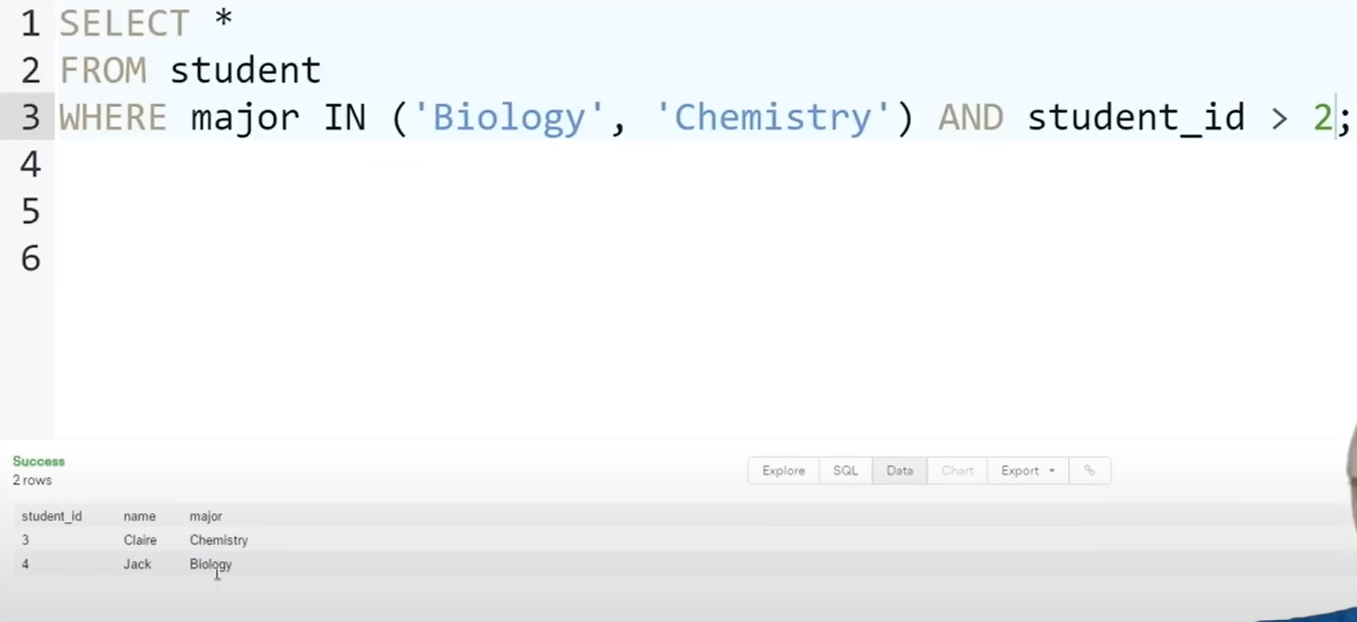 1 SELECT *
2 FROM student
3 WHERE major IN ('Biology', 'Chemistry') AND student_id > 2;
4
5
6
Success
2 rows
Explore SQL Data Chart Export
student_id name major
3 Claire Chemistry
4 Jack Biology